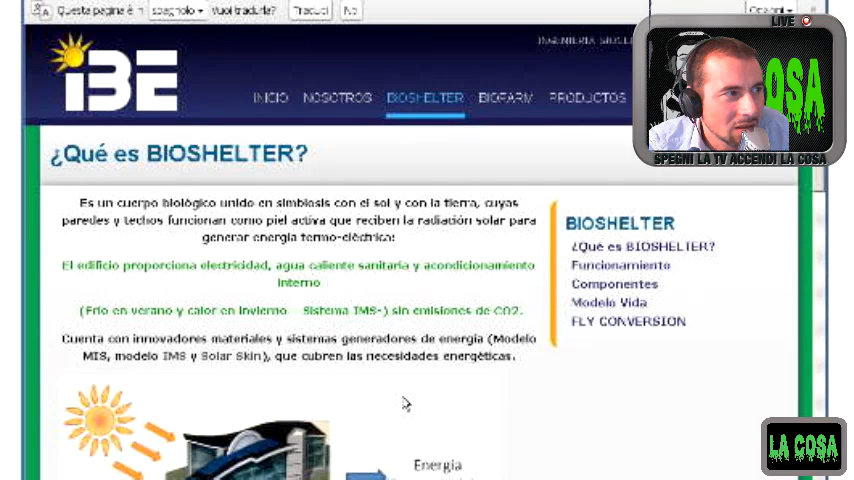 Questa pagina è in spagnolo Vuoi tradurla? Traduci No Opzioni
LIVE
INGENIERIA
iBE
INICIO NOSOTROS BIOSHELTER BIOFARM PRODUCTOS
OSA
SPEGNI LA TV ACCENDI LA COSA
¿Qué es BIOSHELTER?
Es un cuerpo biológico unido en simbiosis con el sol y con la tierra, cuyas
paredes y techos funcionan como piel activa que reciben la radiación solar para
generar energía termo-eléctrica:
El edificio proporciona electricidad, agua caliente sanitaria y acondicionamiento
interno
(Frío en verano y calor en invierno Sistema IMS-) sin emisiones de CO2.
Cuenta con innovadores materiales y sistemas generadores de energía (Modelo
MIS, modelo IMS y Solar Skin), que cubren las necesidades energéticas.
BIOSHELTER
¿Qué es BIOSHELTER?
Funcionamiento
Componentes
Modelo Vida
FLY CONVERSION
Energia
LA COSA